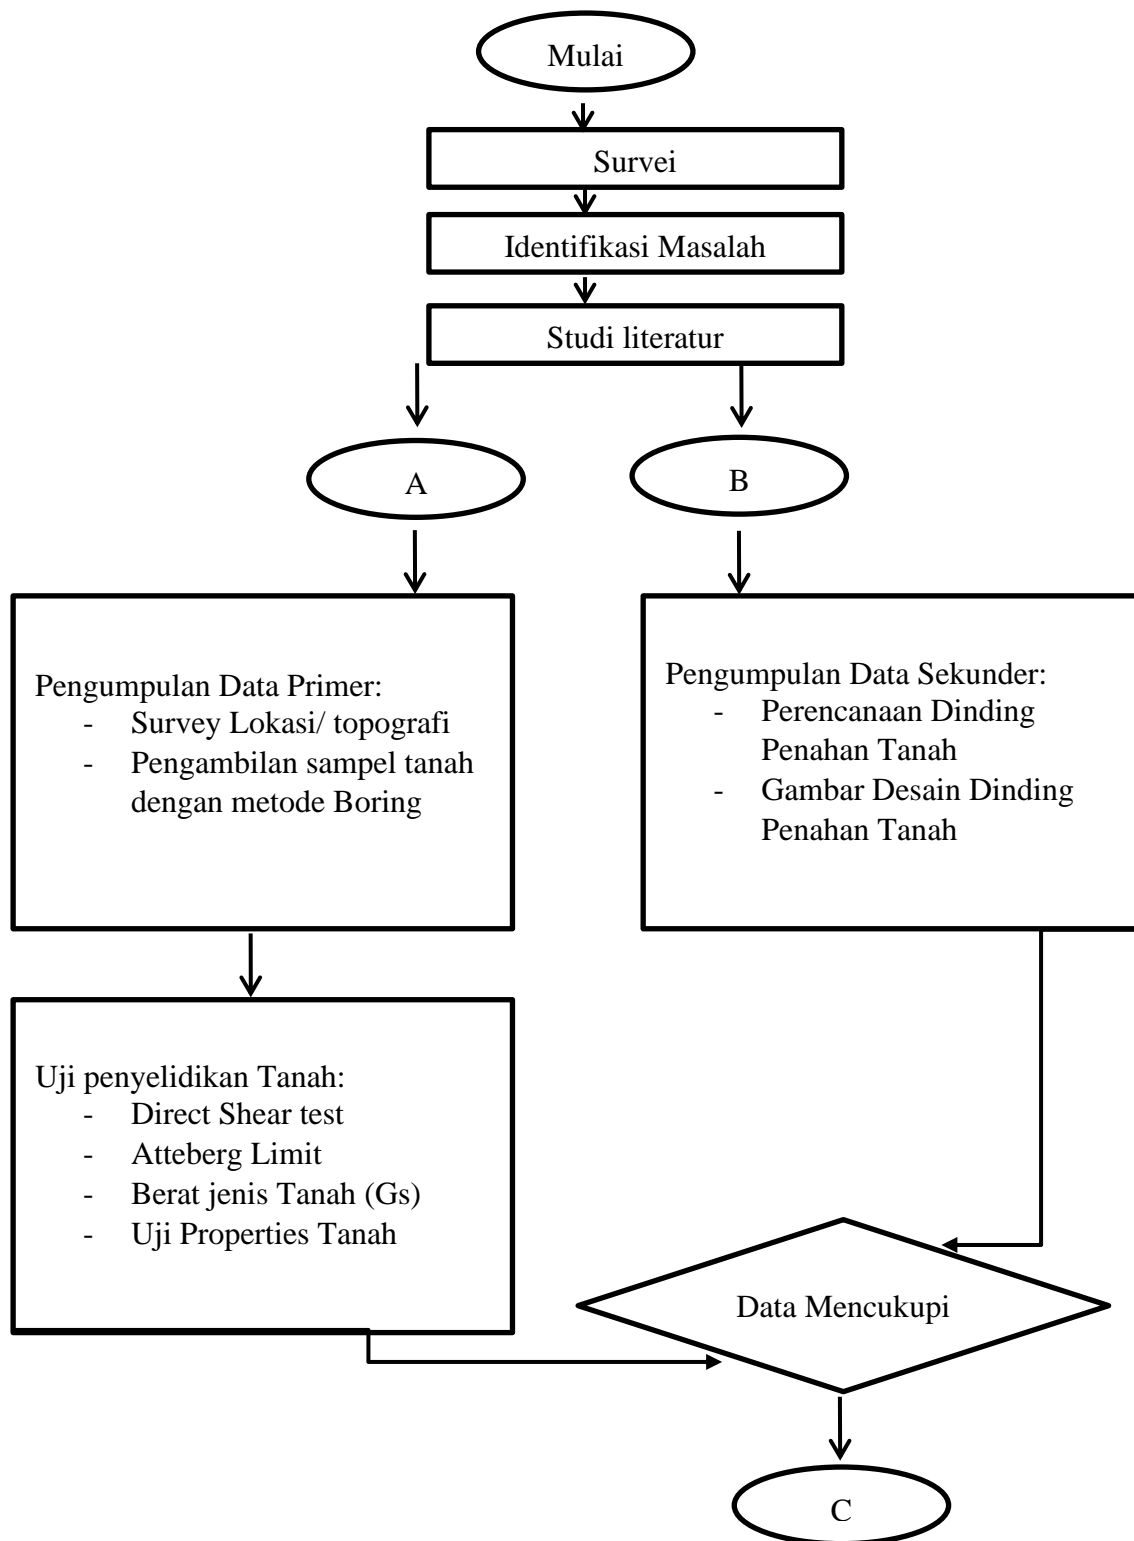 Mulai
Survei
Identifikasi Masalah
Studi literatur
A
B
Pengumpulan Data Primer:
- Survey Lokasi/ topografi
- Pengambilan sampel tanah
dengan metode Boring
Pengumpulan Data Sekunder:
- Perencanaan Dinding
Penahan Tanah
- Gambar Desain Dinding
Penahan Tanah
Uji penyelidikan Tanah:
- Direct Shear test
- Atteberg Limit
- Berat jenis Tanah (Gs)
- Uji Properties Tanah
Data Mencukupi
C